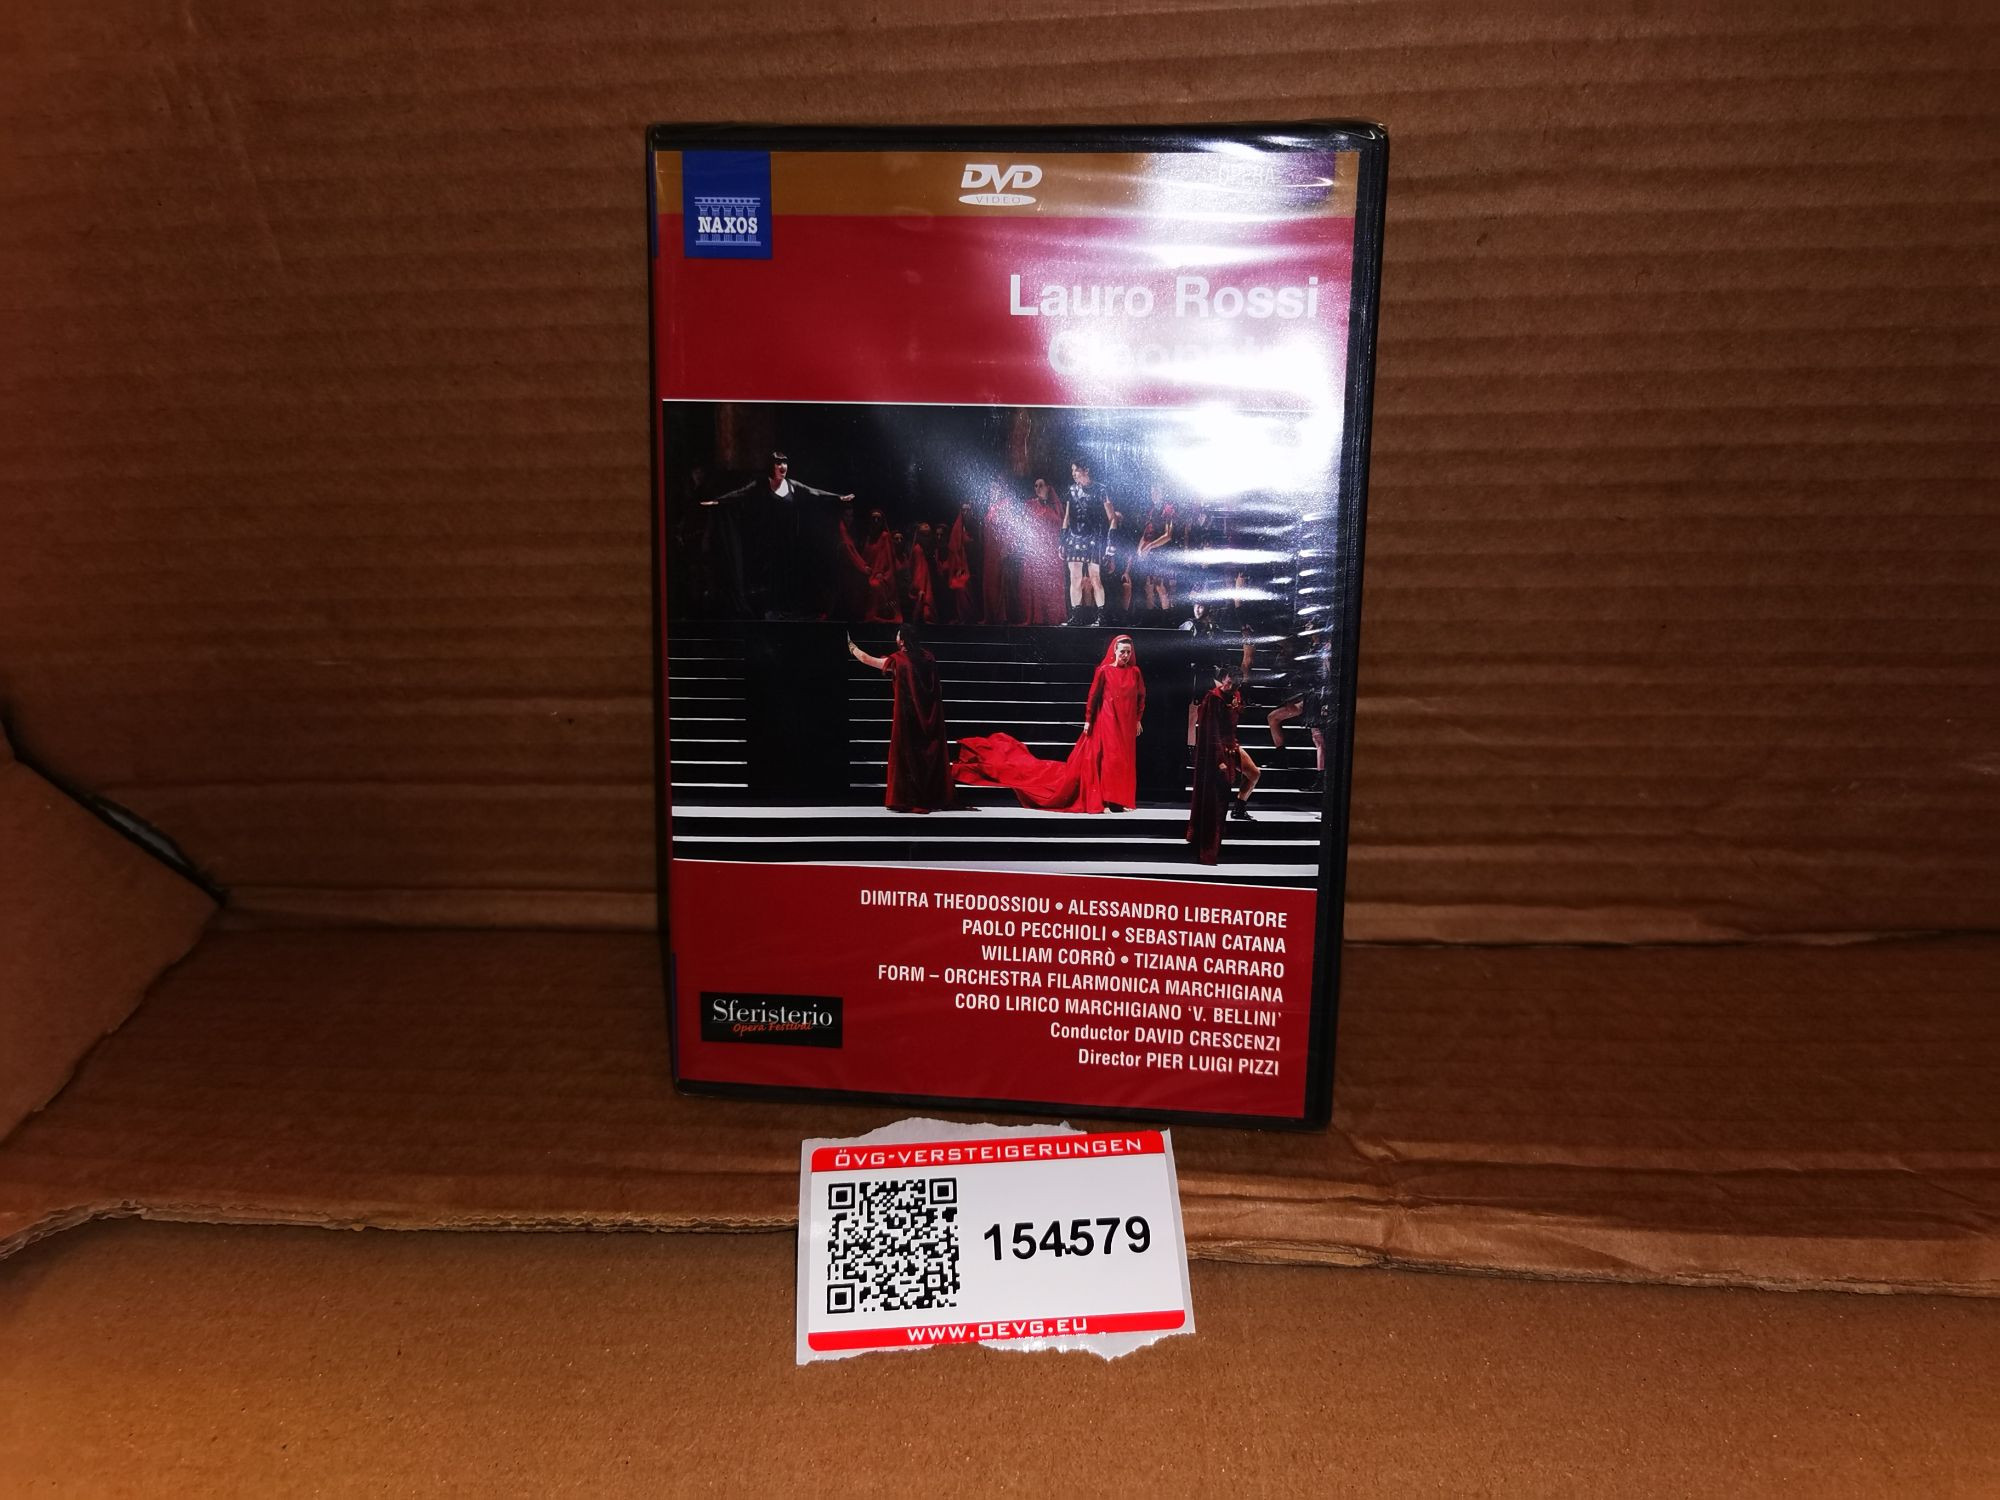 NAXOS
DVD
VIDEO
OPERA
Lauro Rossi
Cleopatra
DIMITRA THEODOSSIOU • ALESSANDRO LIBERATORE
PAOLO PECCHIOLI • SEBASTIAN CATANA
WILLIAM CORRÒ • TIZIANA CARRARO
FORM – ORCHESTRA FILARMONICA MARCHIGIANA
CORO LIRICO MARCHIGIANO 'V. BELLINI'
Conductor DAVID CRESCENZI
Director PIER LUIGI PIZZI
Sferisterio
Opera Festival
ÖVG-VERSTEIGERUNGEN
154579
WWW.OEVG.EU